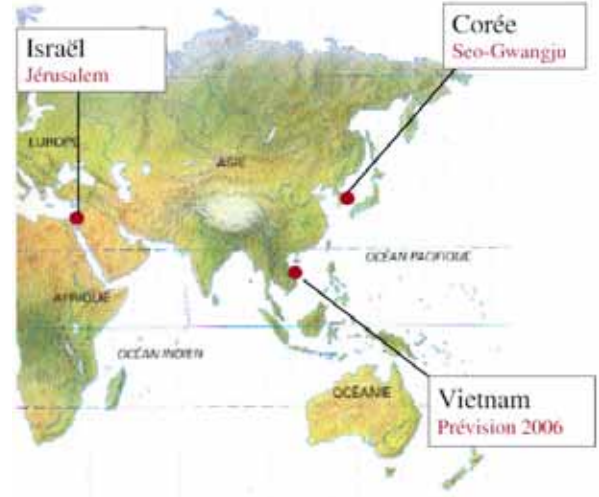 Israël
Jérusalem
Corée
Seo-Gwangju
EUROPE
ASIE
OCÉAN PACIFIQUE
AFRIQUE
OCÉAN INDIEN
OCÉANIE
Vietnam
Prévision 2006